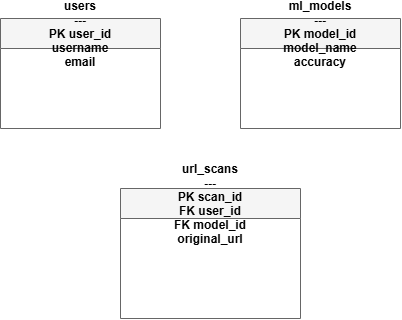 users
---
PK user_id
username
email
ml_models
---
PK model_id
model_name
accuracy
url_scans
---
PK scan_id
FK user_id
FK model_id
original_url